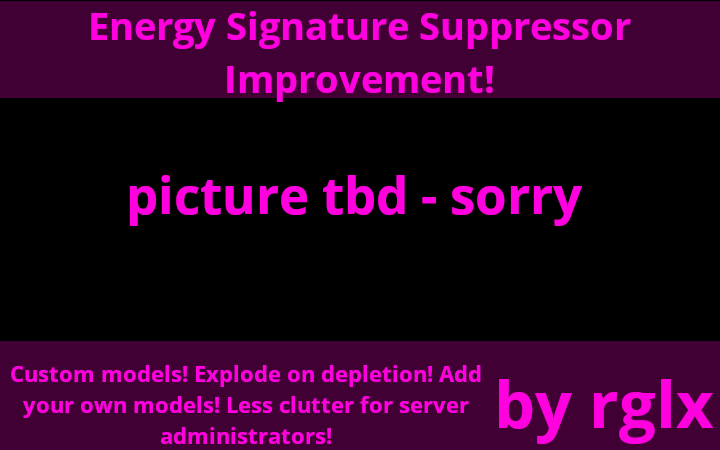 Energy Signature Suppressor
Improvement!
picture tbd - sorry
Custom models! Explode on depletion! Add
your own models! Less clutter for server
administrators!
by rglx